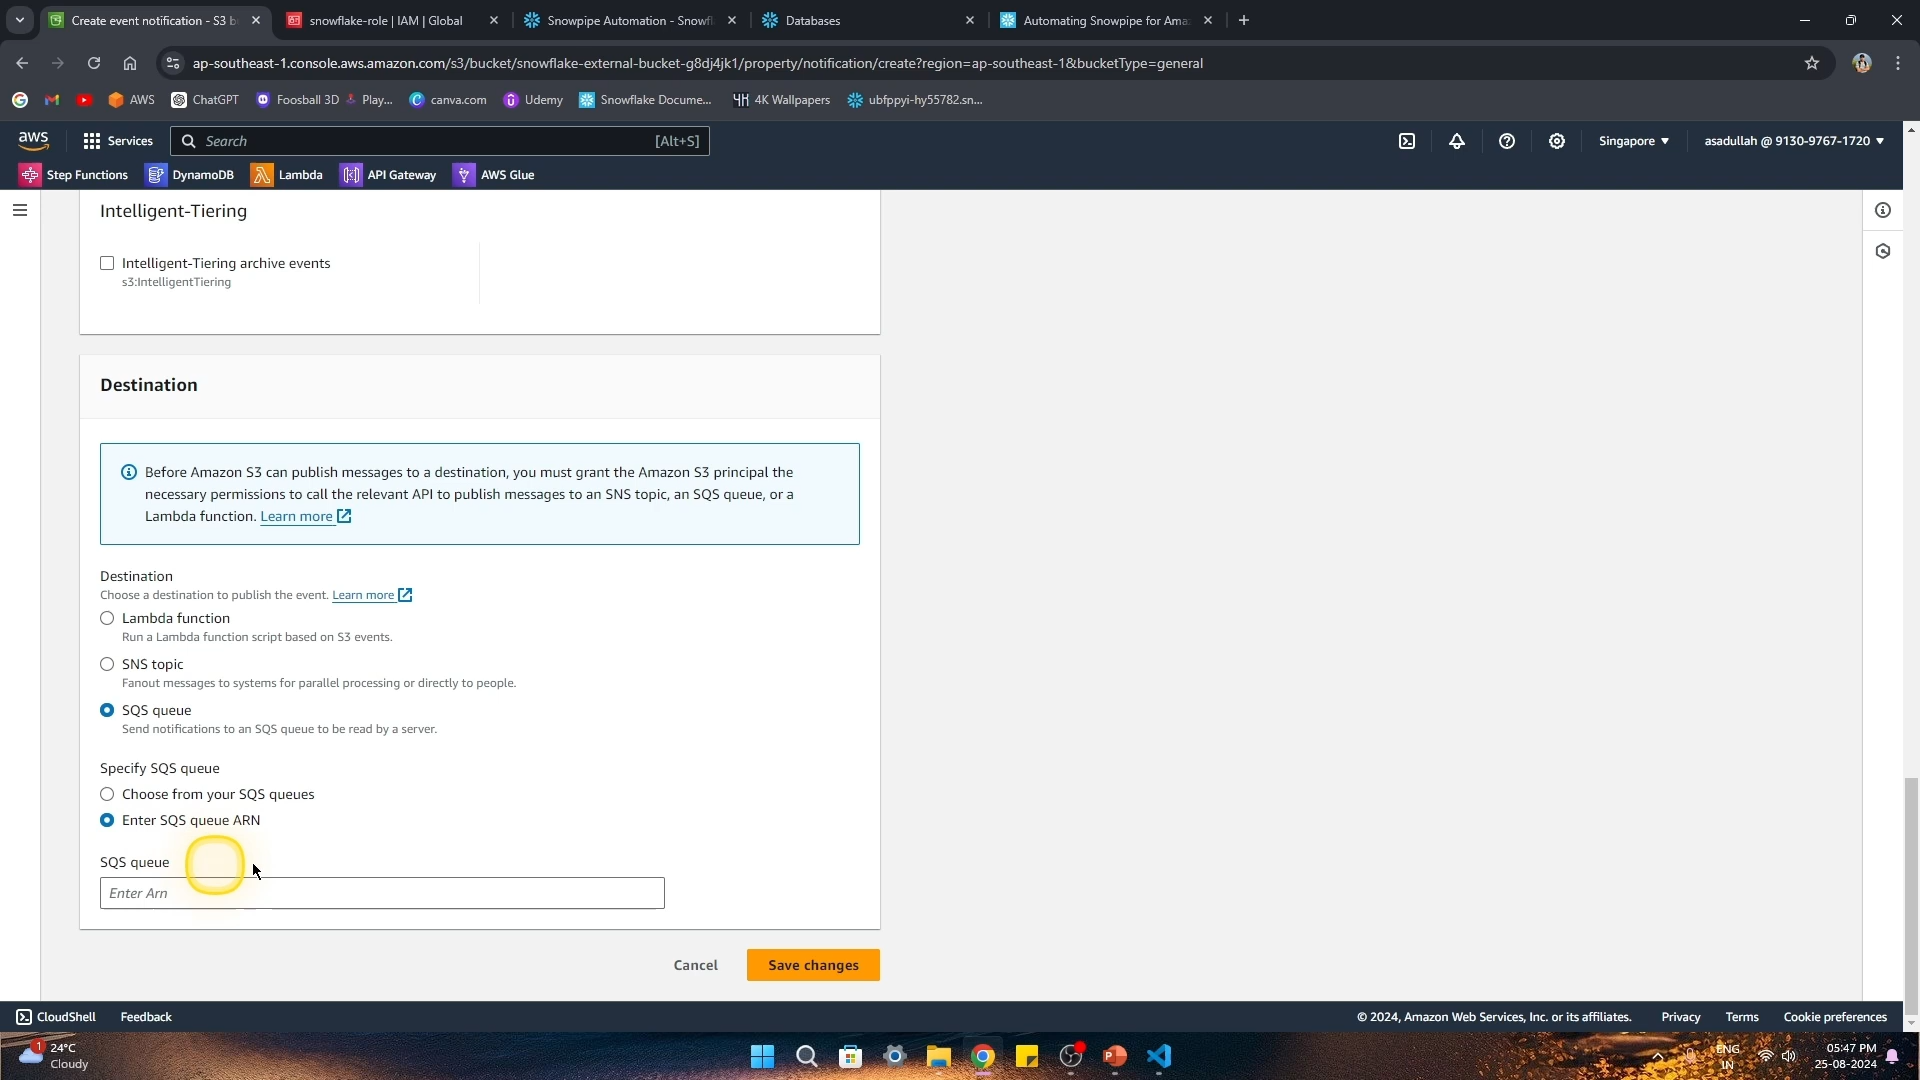 Create event notification - S3 b
snowflake-role | IAM | Global
Snowpipe Automation - Snowfl
Databases
Automating Snowpipe for Ama
ap-southeast-1.console.aws.amazon.com/s3/bucket/snowflake-external-bucket-g8dj4jk1/property/notification/create?region=ap-southeast-1&bucketType=general
AWS
ChatGPT
Foosball 3D
Play...
canva.com
Udemy
Snowflake Docume...
4K Wallpapers
ubfppyi-hy55782.sn...
aws
Services
Search
[Alt+S]
Singapore
asadullah @ 9130-9767-1720
Step Functions
DynamoDB
Lambda
API Gateway
AWS Glue
Intelligent-Tiering
Intelligent-Tiering archive events
s3:IntelligentTiering
Destination
Before Amazon S3 can publish messages to a destination, you must grant the Amazon S3 principal the
necessary permissions to call the relevant API to publish messages to an SNS topic, an SQS queue, or a
Lambda function. Learn more
Destination
Choose a destination to publish the event. Learn more
Lambda function
Run a Lambda function script based on S3 events.
SNS topic
Fanout messages to systems for parallel processing or directly to people.
SQS queue
Send notifications to an SQS queue to be read by a server.
Specify SQS queue
Choose from your SQS queues
Enter SQS queue ARN
SQS queue
Enter Arn
Cancel
Save changes
CloudShell
Feedback
© 2024, Amazon Web Services, Inc. or its affiliates.
Privacy
Terms
Cookie preferences
1
24°C
Cloudy
ENG
IN
05:47 PM
25-08-2024